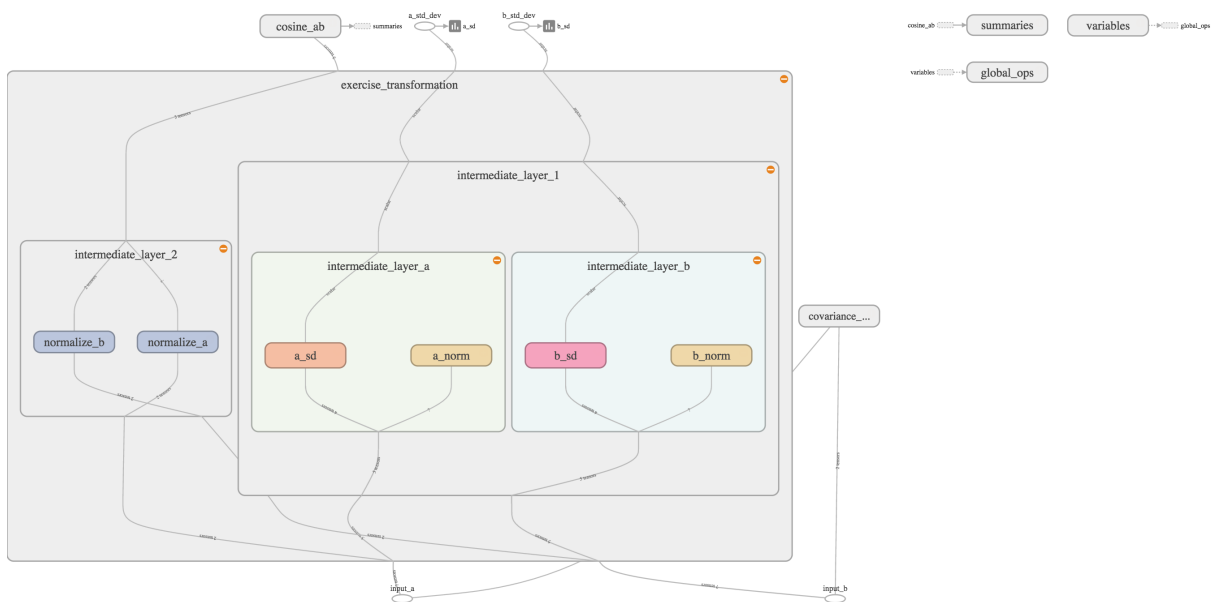 cosine_ab
summaries
a_std_dev
a_sd
b_std_dev
b_sd
cosine_ab
summaries
variables
global_ops
variables
global_ops
exercise_transformation
intermediate_layer_1
intermediate_layer_2
intermediate_layer_a
intermediate_layer_b
normalize_b
normalize_a
a_sd
a_norm
b_sd
b_norm
covariance_...
input_a
input_b